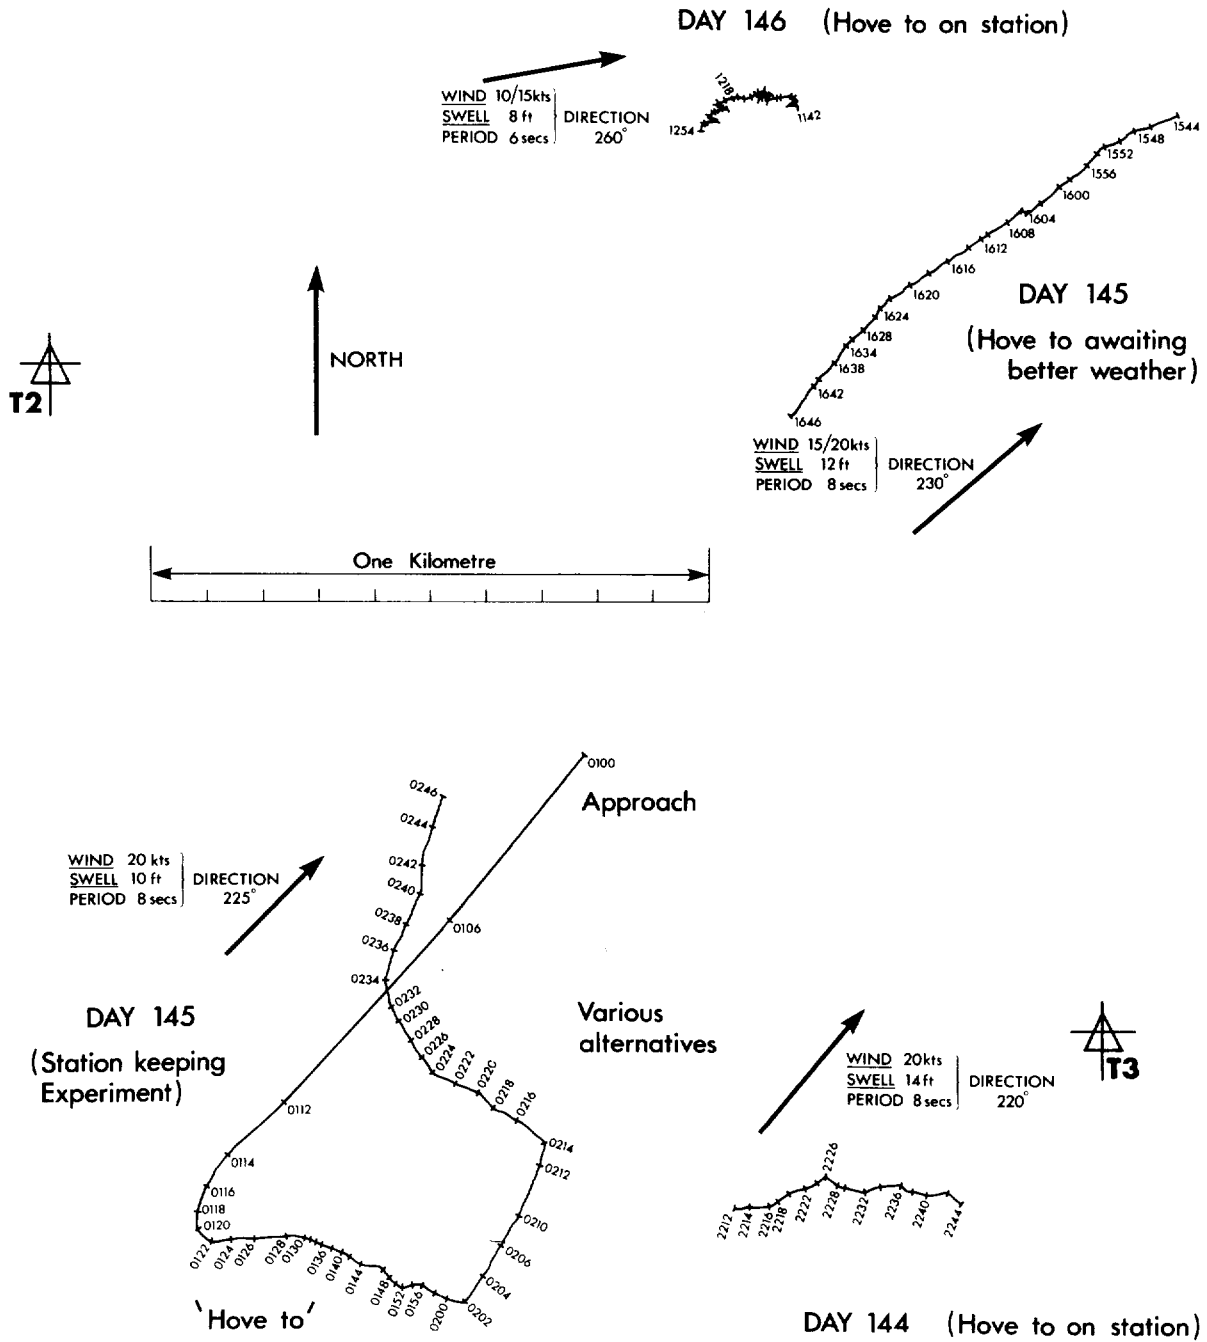 DAY 146 (Hove to on station)
WIND 10/15kts
SWELL 8 ft
PERIOD 6 secs
DIRECTION
260°
1218
1254
1142
1544
1548
1552
1556
1600
1604
1608
1612
1616
1620
1624
1628
1634
1638
1642
1646
DAY 145
(Hove to awaiting
better weather)
NORTH
T2
WIND 15/20kts
SWELL 12 ft
PERIOD 8 secs
DIRECTION
230°
One Kilometre
0100
Approach
0246
0244
0242
0240
0238
0236
0234
0232
0230
0228
0226
0224
0222
0220
0218
0216
0214
0212
0210
0206
0204
0202
0106
WIND 20 kts
SWELL 10 ft
PERIOD 8 secs
DIRECTION
225°
DAY 145
(Station keeping
Experiment)
Various
alternatives
0112
0114
0116
0118
0120
0122
0124
0126
0128
0130
0136
0140
0144
0148
0152
0156
0200
'Hove to'
WIND 20kts
SWELL 14 ft
PERIOD 8 secs
DIRECTION
220°
T3
2212
2214
2216
2218
2222
2226
2228
2232
2236
2240
2244
DAY 144 (Hove to on station)